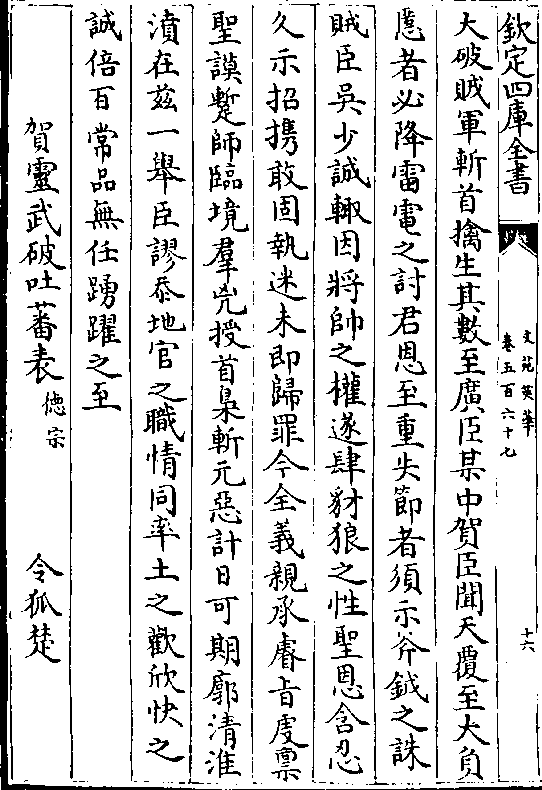 欽定四庫全書
文苑英華
卷五百六十七
十六
大破賊軍斬首擒生其數至廣臣某中賀臣聞天覆至大負
慝者必降雷電之討君恩至重失節者須示斧鉞之誅
賊臣吳少誠輙因將帥之權遂肆豺狼之性聖恩含忍
久示招攜敢固執迷未即歸罪今全義親承睿旨虔禀
聖謨蹔師臨境羣兇授首梟斬元惡計日可期廓清淮
濆在茲一舉臣謬忝地官之職情同率土之歡欣快之
誠倍百常品無任踴躍之至
賀靈武破吐蕃表
德宗
令狐楚